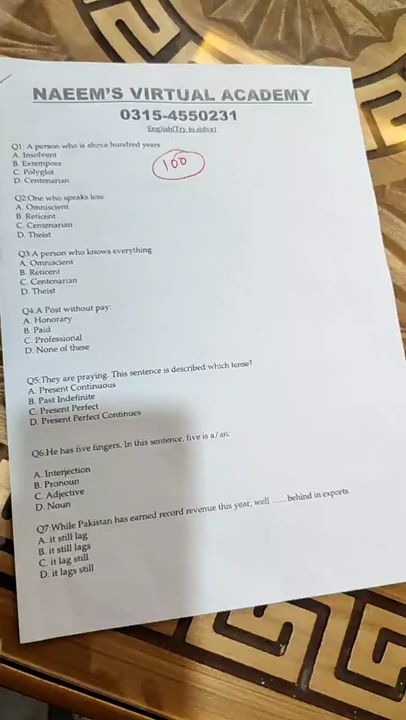 NAEEM'S VIRTUAL ACADEMY
0315-4550231
English(Try to solve)
Q1: A person who is above hundred years
A. Insolvent
B. Extempore
C. Polyglot
D. Centenarian
100
Q2:One who speaks less:
A. Omniscient
B. Reticent
C. Centenarian
D. Theist
Q3:A person who knows everything
A. Omniscient
B. Reticent
C. Centenarian
D. Theist
Q4:A Post without pay:
A. Honorary
B. Paid
C. Professional
D. None of these
Q5:They are praying. This sentence is described which tense?
A. Present Continuous
B. Past Indefinite
C. Present Perfect
D. Present Perfect Continues
Q6:He has five fingers. In this sentence, five is a/an:
A. Interjection
B. Pronoun
C. Adjective
D. Noun
Q7:While Pakistan has earned record revenue this year, well ...... behind in exports.
A. it still lag
B. it still lags
C. it lag still
D. it lags still